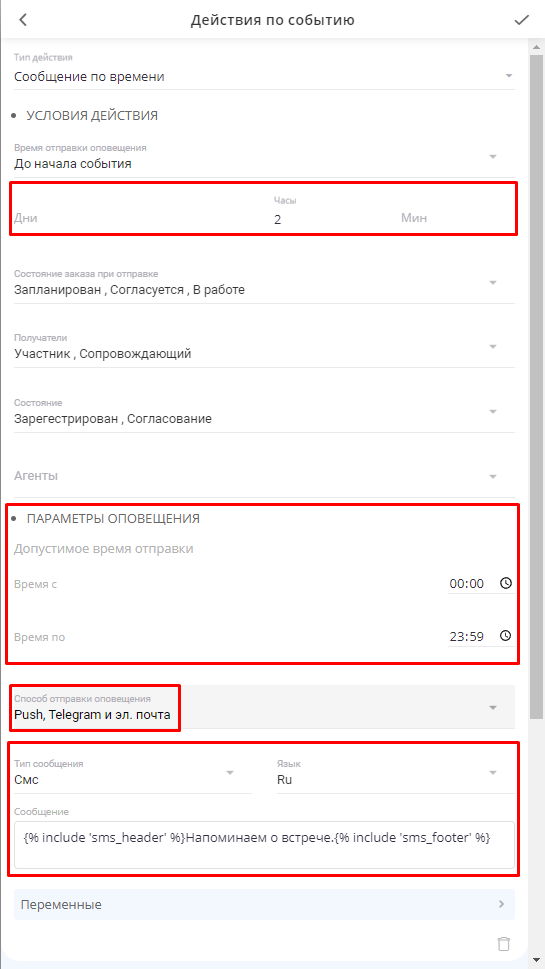 Действия по событию
Тип действия
Сообщение по времени
УСЛОВИЯ ДЕЙСТВИЯ
Время отправки оповещения
До начала события
Дни
Часы
2
Мин
Состояние заказа при отправке
Запланирован , Согласуется , В работе
Получатели
Участник , Сопровождающий
Состояние
Зарегестрирован , Согласование
Агенты
ПАРАМЕТРЫ ОПОВЕЩЕНИЯ
Допустимое время отправки
Время с 00:00
Время по 23:59
Способ отправки оповещения
Push, Telegram и эл. почта
Тип сообщения Язык
Смс Ru
Сообщение
{% include 'sms_header' %}Напоминаем о встрече.{% include 'sms_footer' %}
Переменные